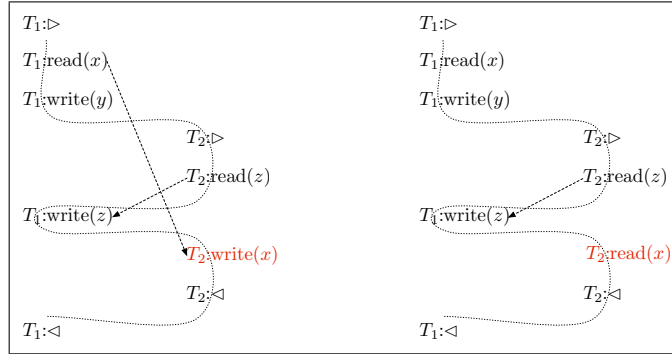 T₁:▷ T₁:▷
T₁:read(x) T₁:read(x)
T₁:write(y) T₁:write(y)
T₂:▷ T₂:▷
T₂:read(z) T₂:read(z)
T₁:write(z) T₁:write(z)
T₂:write(x) T₂:read(x)
T₂:◁ T₂:◁
T₁:◁ T₁:◁